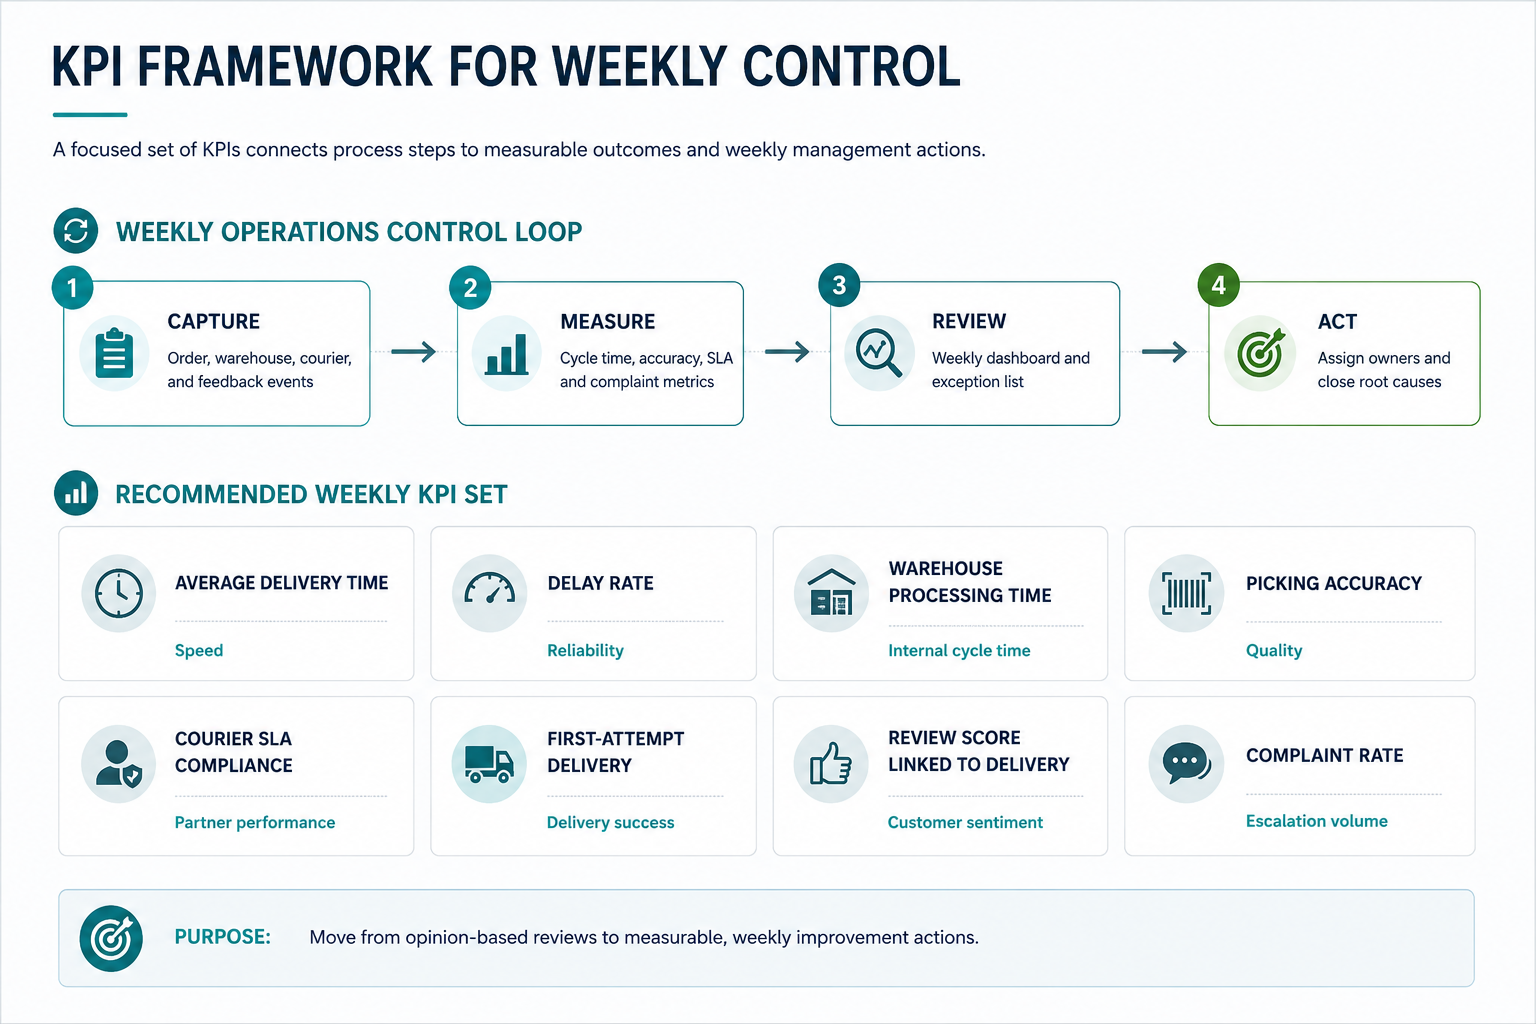 KPI FRAMEWORK FOR WEEKLY CONTROL
A focused set of KPIs connects process steps to measurable outcomes and weekly management actions.
WEEKLY OPERATIONS CONTROL LOOP
1
CAPTURE
Order, warehouse, courier,
and feedback events
2
MEASURE
Cycle time, accuracy, SLA
and complaint metrics
3
REVIEW
Weekly dashboard and
exception list
4
ACT
Assign owners and
close root causes
RECOMMENDED WEEKLY KPI SET
AVERAGE DELIVERY TIME
Speed
DELAY RATE
Reliability
WAREHOUSE
PROCESSING TIME
Internal cycle time
PICKING ACCURACY
Quality
COURIER SLA
COMPLIANCE
Partner performance
FIRST-ATTEMPT
DELIVERY
Delivery success
REVIEW SCORE
LINKED TO DELIVERY
Customer sentiment
COMPLAINT RATE
Escalation volume
PURPOSE: Move from opinion-based reviews to measurable, weekly improvement actions.